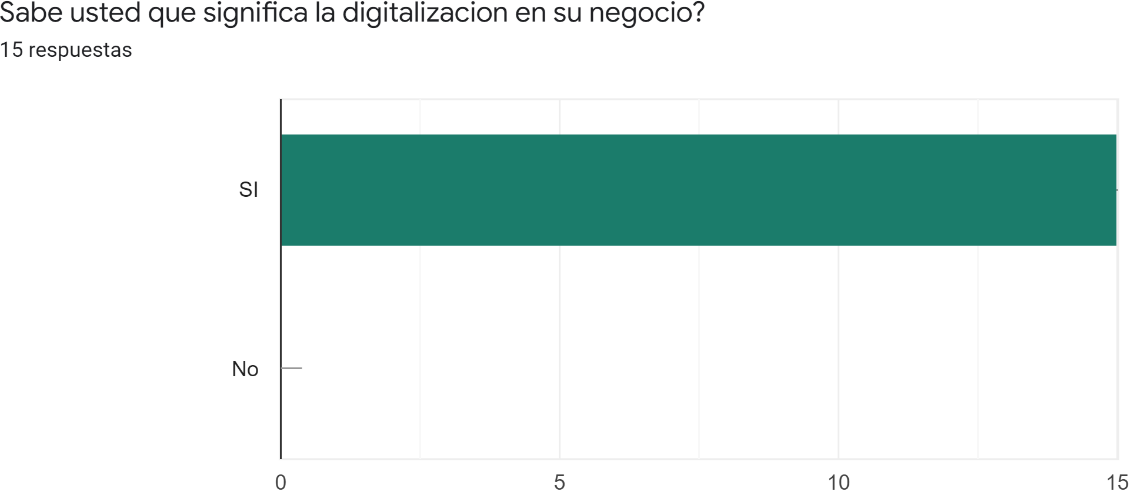 Sabe usted que significa la digitalizacion en su negocio?
15 respuestas
SI
No
0 5 10 15